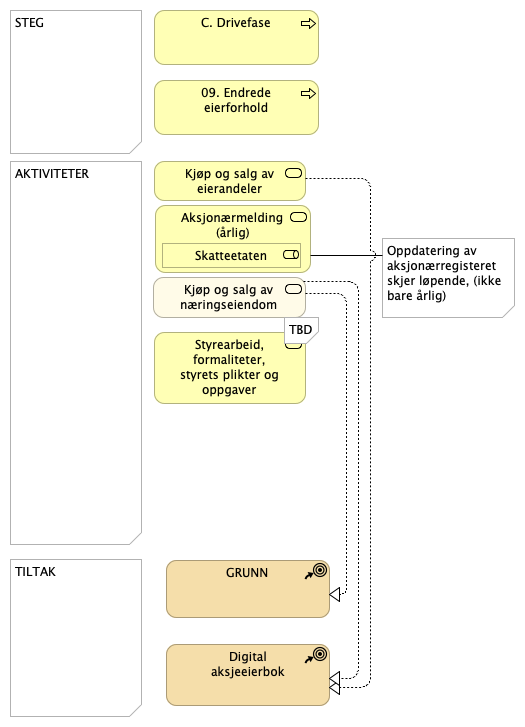 STEG
C. Drivefase
09. Endrede
eierforhold
AKTIVITETER
Kjøp og salg av
eierandeler
Aksjonærmelding
(årlig)
Skatteetaten
Oppdatering av
aksjonærregisteret
skjer løpende, (ikke
bare årlig)
Kjøp og salg av
næringseiendom
TBD
Styrearbeid,
formaliteter,
styrets plikter og
oppgaver
TILTAK
GRUNN
Digital
aksjeeierbok